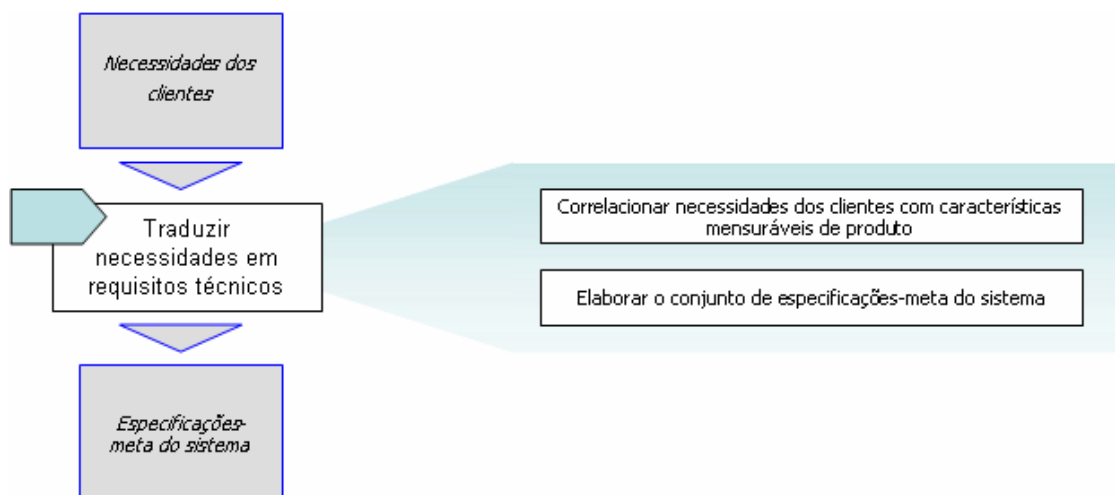 Necessidades dos
clientes
Traduzir
necessidades em
requisitos técnicos
Correlacionar necessidades dos clientes com características
mensuráveis de produto
Elaborar o conjunto de especificações-meta do sistema
Especificações-
meta do sistema